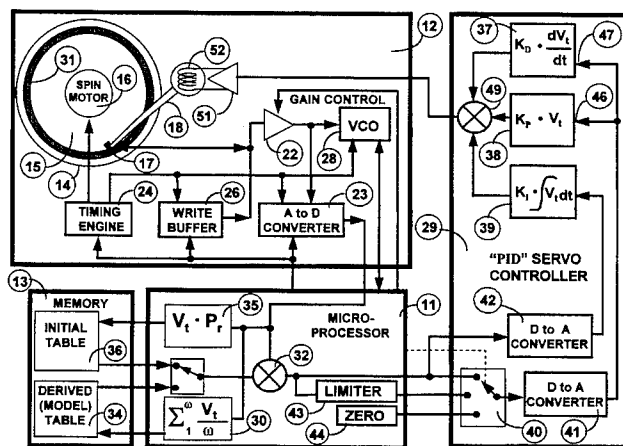 52
12
31
SPIN
MOTOR
16
18
51
GAIN CONTROL
VCO
22
28
15
14
17
24
26
23
TIMING
ENGINE
WRITE
BUFFER
A to D
CONVERTER
37
K_D · dV_t/dt
47
49
K_P · V_t
46
38
K_I · ∫V_t dt
39
29
"PID" SERVO
CONTROLLER
42
D to A
CONVERTER
13
MEMORY
INITIAL
TABLE
36
DERIVED
(MODEL)
TABLE
34
V_t · P_r
35
MICRO-
PROCESSOR
11
32
∑_1^ω V_t/ω
30
LIMITER
43
ZERO
44
40
D to A
CONVERTER
41